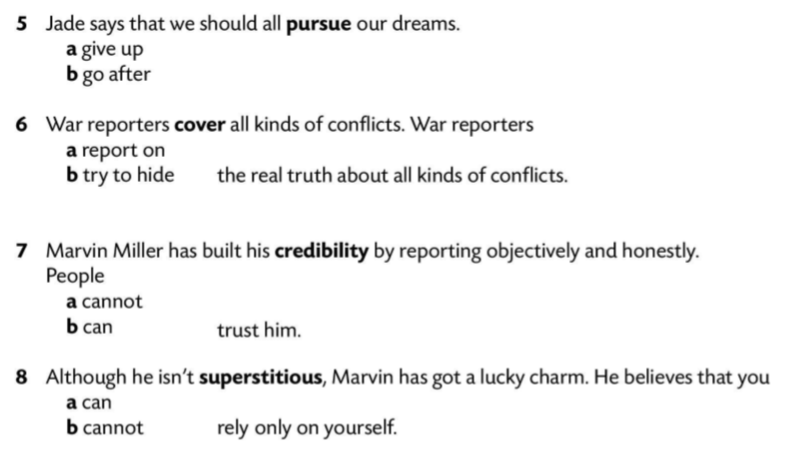 5 Jade says that we should all pursue our dreams.
a give up
b go after
6 War reporters cover all kinds of conflicts. War reporters
a report on
b try to hide the real truth about all kinds of conflicts.
7 Marvin Miller has built his credibility by reporting objectively and honestly.
People
a cannot
b can trust him.
8 Although he isn't superstitious, Marvin has got a lucky charm. He believes that you
a can
b cannot rely only on yourself.